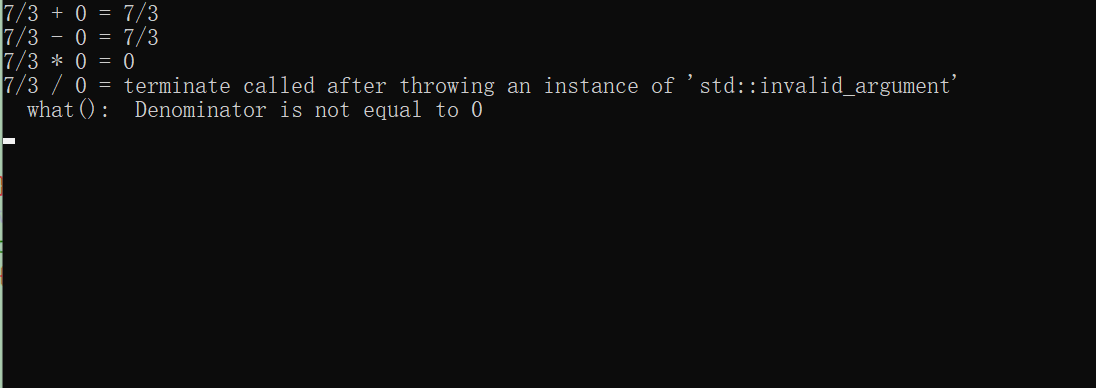 7/3 + 0 = 7/3
7/3 - 0 = 7/3
7/3 * 0 = 0
7/3 / 0 = terminate called after throwing an instance of 'std::invalid_argument'
  what():  Denominator is not equal to 0